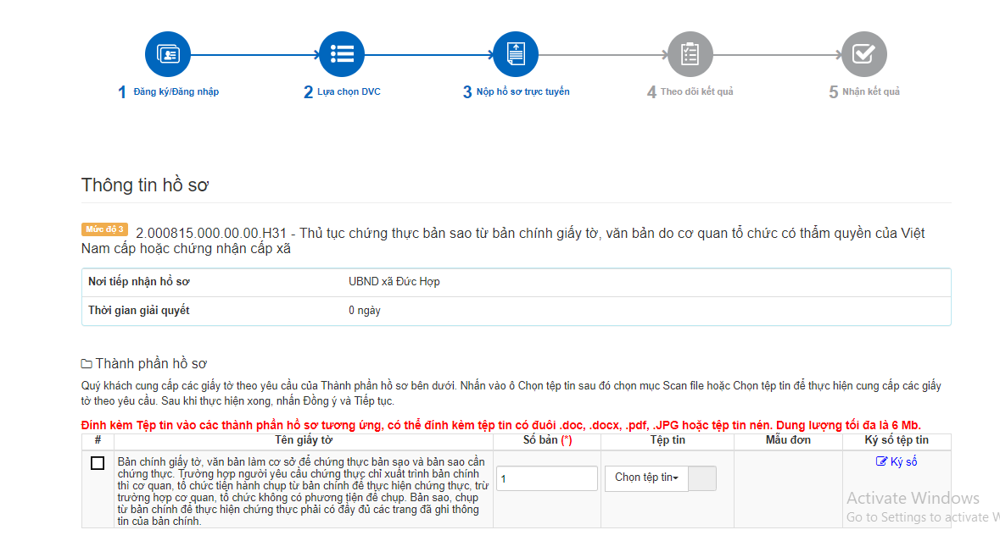 1 Đăng ký/Đăng nhập
2 Lựa chọn DVC
3 Nộp hồ sơ trực tuyến
4 Theo dõi kết quả
5 Nhận kết quả
Thông tin hồ sơ
Mức độ 3 2.000815.000.00.00.H31 - Thủ tục chứng thực bản sao từ bản chính giấy tờ, văn bản do cơ quan tổ chức có thẩm quyền của Việt
Nam cấp hoặc chứng nhận cấp xã
Nơi tiếp nhận hồ sơ UBND xã Đức Hợp
Thời gian giải quyết 0 ngày
Thành phần hồ sơ
Quý khách cung cấp các giấy tờ theo yêu cầu của Thành phần hồ sơ bên dưới. Nhấn vào ô Chọn tệp tin sau đó chọn mục Scan file hoặc Chọn tệp tin để thực hiện cung cấp các giấy
tờ theo yêu cầu. Sau khi thực hiện xong, nhấn Đồng ý và Tiếp tục.
Đính kèm Tệp tin vào các thành phần hồ sơ tương ứng, có thể đính kèm tệp tin có đuôi .doc, .docx, .pdf, .JPG hoặc tệp tin nén. Dung lượng tối đa là 6 Mb.
# Tên giấy tờ Số bản (*) Tệp tin Mẫu đơn Ký số tệp tin
Bản chính giấy tờ, văn bản làm cơ sở để chứng thực bản sao và bản sao cần
chứng thực. Trường hợp người yêu cầu chứng thực chỉ xuất trình bản chính
thì cơ quan, tổ chức tiến hành chụp từ bản chính để thực hiện chứng thực, trừ
trường hợp cơ quan, tổ chức không có phương tiện để chụp. Bản sao, chụp
từ bản chính để thực hiện chứng thực phải có đầy đủ các trang đã ghi thông
tin của bản chính.
1
Chọn tệp tin
Ký số
Activate Windows
Go to Settings to activate W